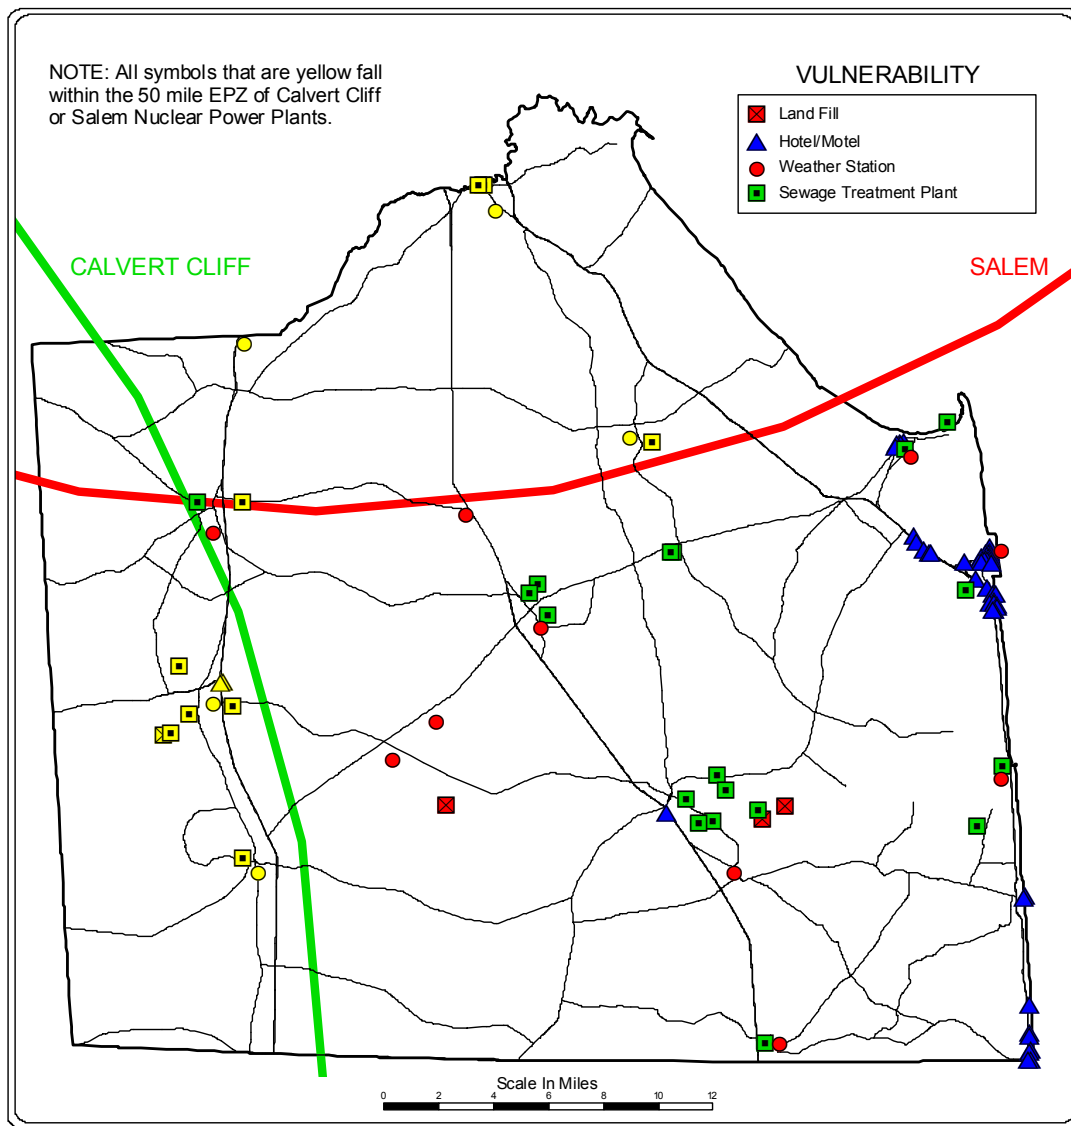 NOTE: All symbols that are yellow fall
within the 50 mile EPZ of Calvert Cliff
or Salem Nuclear Power Plants.
VULNERABILITY
Land Fill
Hotel/Motel
Weather Station
Sewage Treatment Plant
CALVERT CLIFF
SALEM
Scale In Miles
0 2 4 6 8 10 12